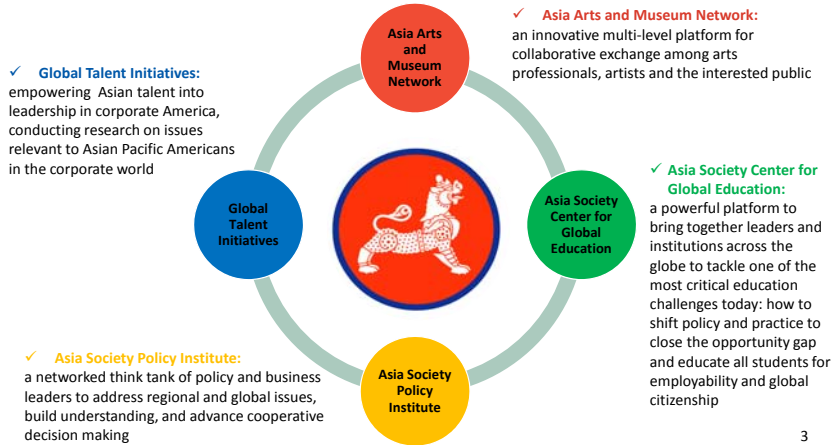 Asia Arts
and
Museum
Network
✓ Asia Arts and Museum Network:
an innovative multi-level platform for
collaborative exchange among arts
professionals, artists and the interested public
✓ Global Talent Initiatives:
empowering Asian talent into
leadership in corporate America,
conducting research on issues
relevant to Asian Pacific Americans
in the corporate world
Global
Talent
Initiatives
Asia Society
Center for
Global
Education
✓ Asia Society Center for
Global Education:
a powerful platform to
bring together leaders and
institutions across the
globe to tackle one of the
most critical education
challenges today: how to
shift policy and practice to
close the opportunity gap
and educate all students for
employability and global
citizenship
✓ Asia Society Policy Institute:
a networked think tank of policy and business
leaders to address regional and global issues,
build understanding, and advance cooperative
decision making
Asia Society
Policy
Institute
3